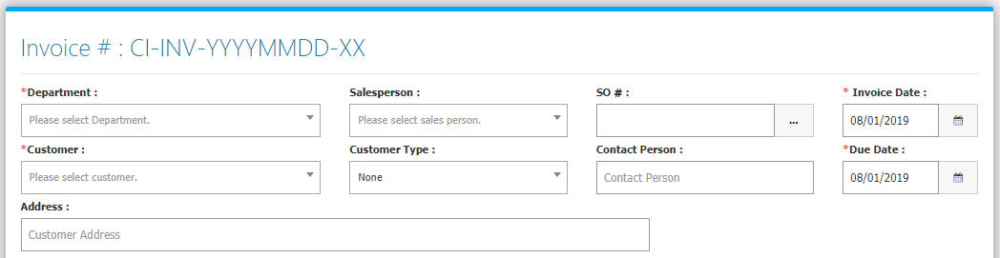 Invoice # : CI-INV-YYYYMMDD-XX
*Department : Salesperson : SO # : * Invoice Date :
Please select Department. Please select sales person. ... 08/01/2019
*Customer : Customer Type : Contact Person : *Due Date :
Please select customer. None Contact Person 08/01/2019
Address :
Customer Address